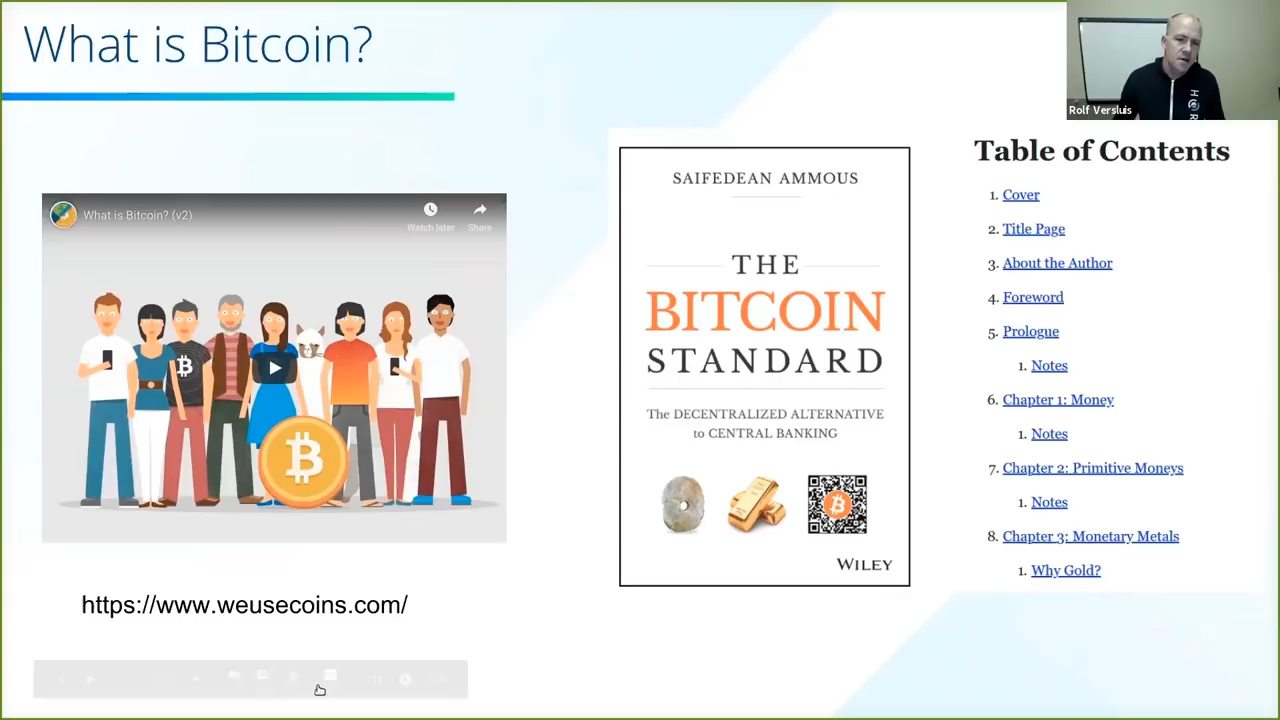 What is Bitcoin?
Rolf Versluis
What is Bitcoin? (v2)
Watch later
Share
https://www.weusecoins.com/
SAIFEDEAN AMMOUS
THE
BITCOIN
STANDARD
The DECENTRALIZED ALTERNATIVE
to CENTRAL BANKING
WILEY
Table of Contents
1. Cover
2. Title Page
3. About the Author
4. Foreword
5. Prologue
1. Notes
6. Chapter 1: Money
1. Notes
7. Chapter 2: Primitive Moneys
1. Notes
8. Chapter 3: Monetary Metals
1. Why Gold?